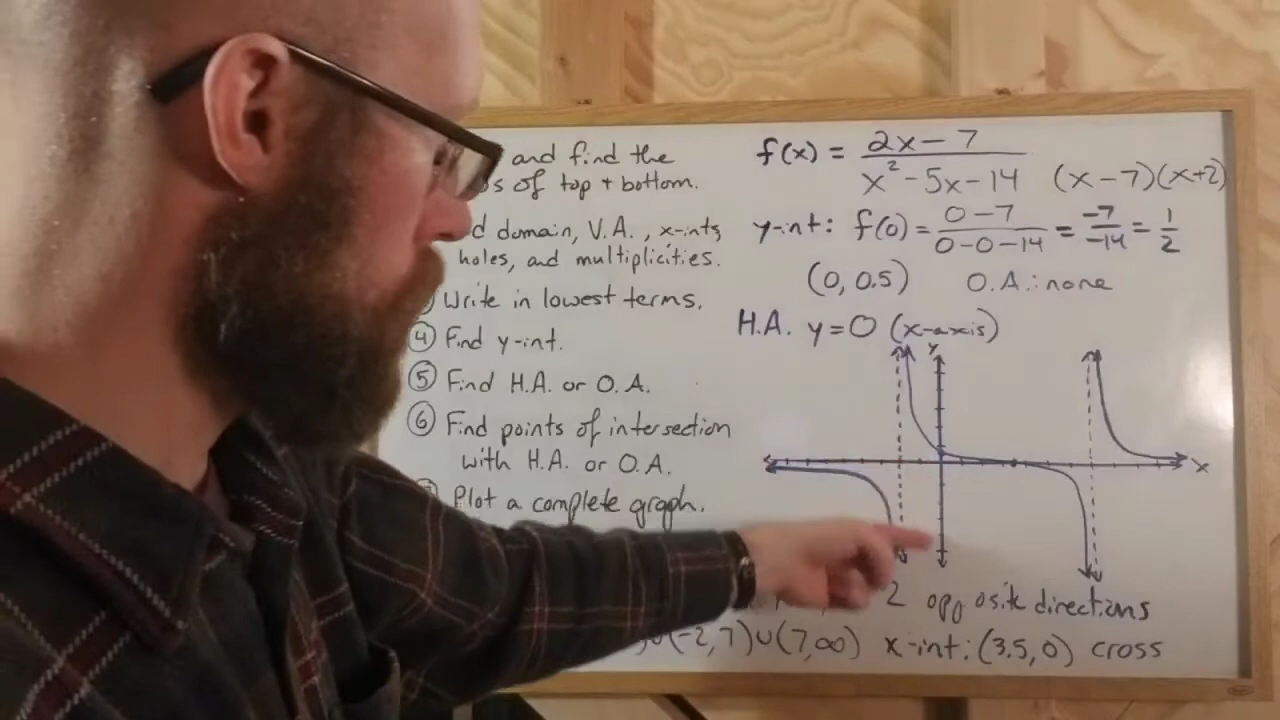 and find the
s of top + bottom.
d domain, V.A., x-ints,
holes, and multiplicities.
Write in lowest terms.
④ Find y-int.
⑤ Find H.A. or O.A.
⑥ Find points of intersection
with H.A. or O.A.
Plot a complete graph.
f(x) = (2x-7)/(x²-5x-14) (x-7)(x+2)
y-int: f(0) = (0-7)/(0-0-14) = -7/-14 = 1/2
(0, 0.5) O.A.: none
H.A. y=0 (x-axis)
y
x
2 opposite directions
)∪(-2,7)∪(7,∞) x-int: (3.5, 0) cross